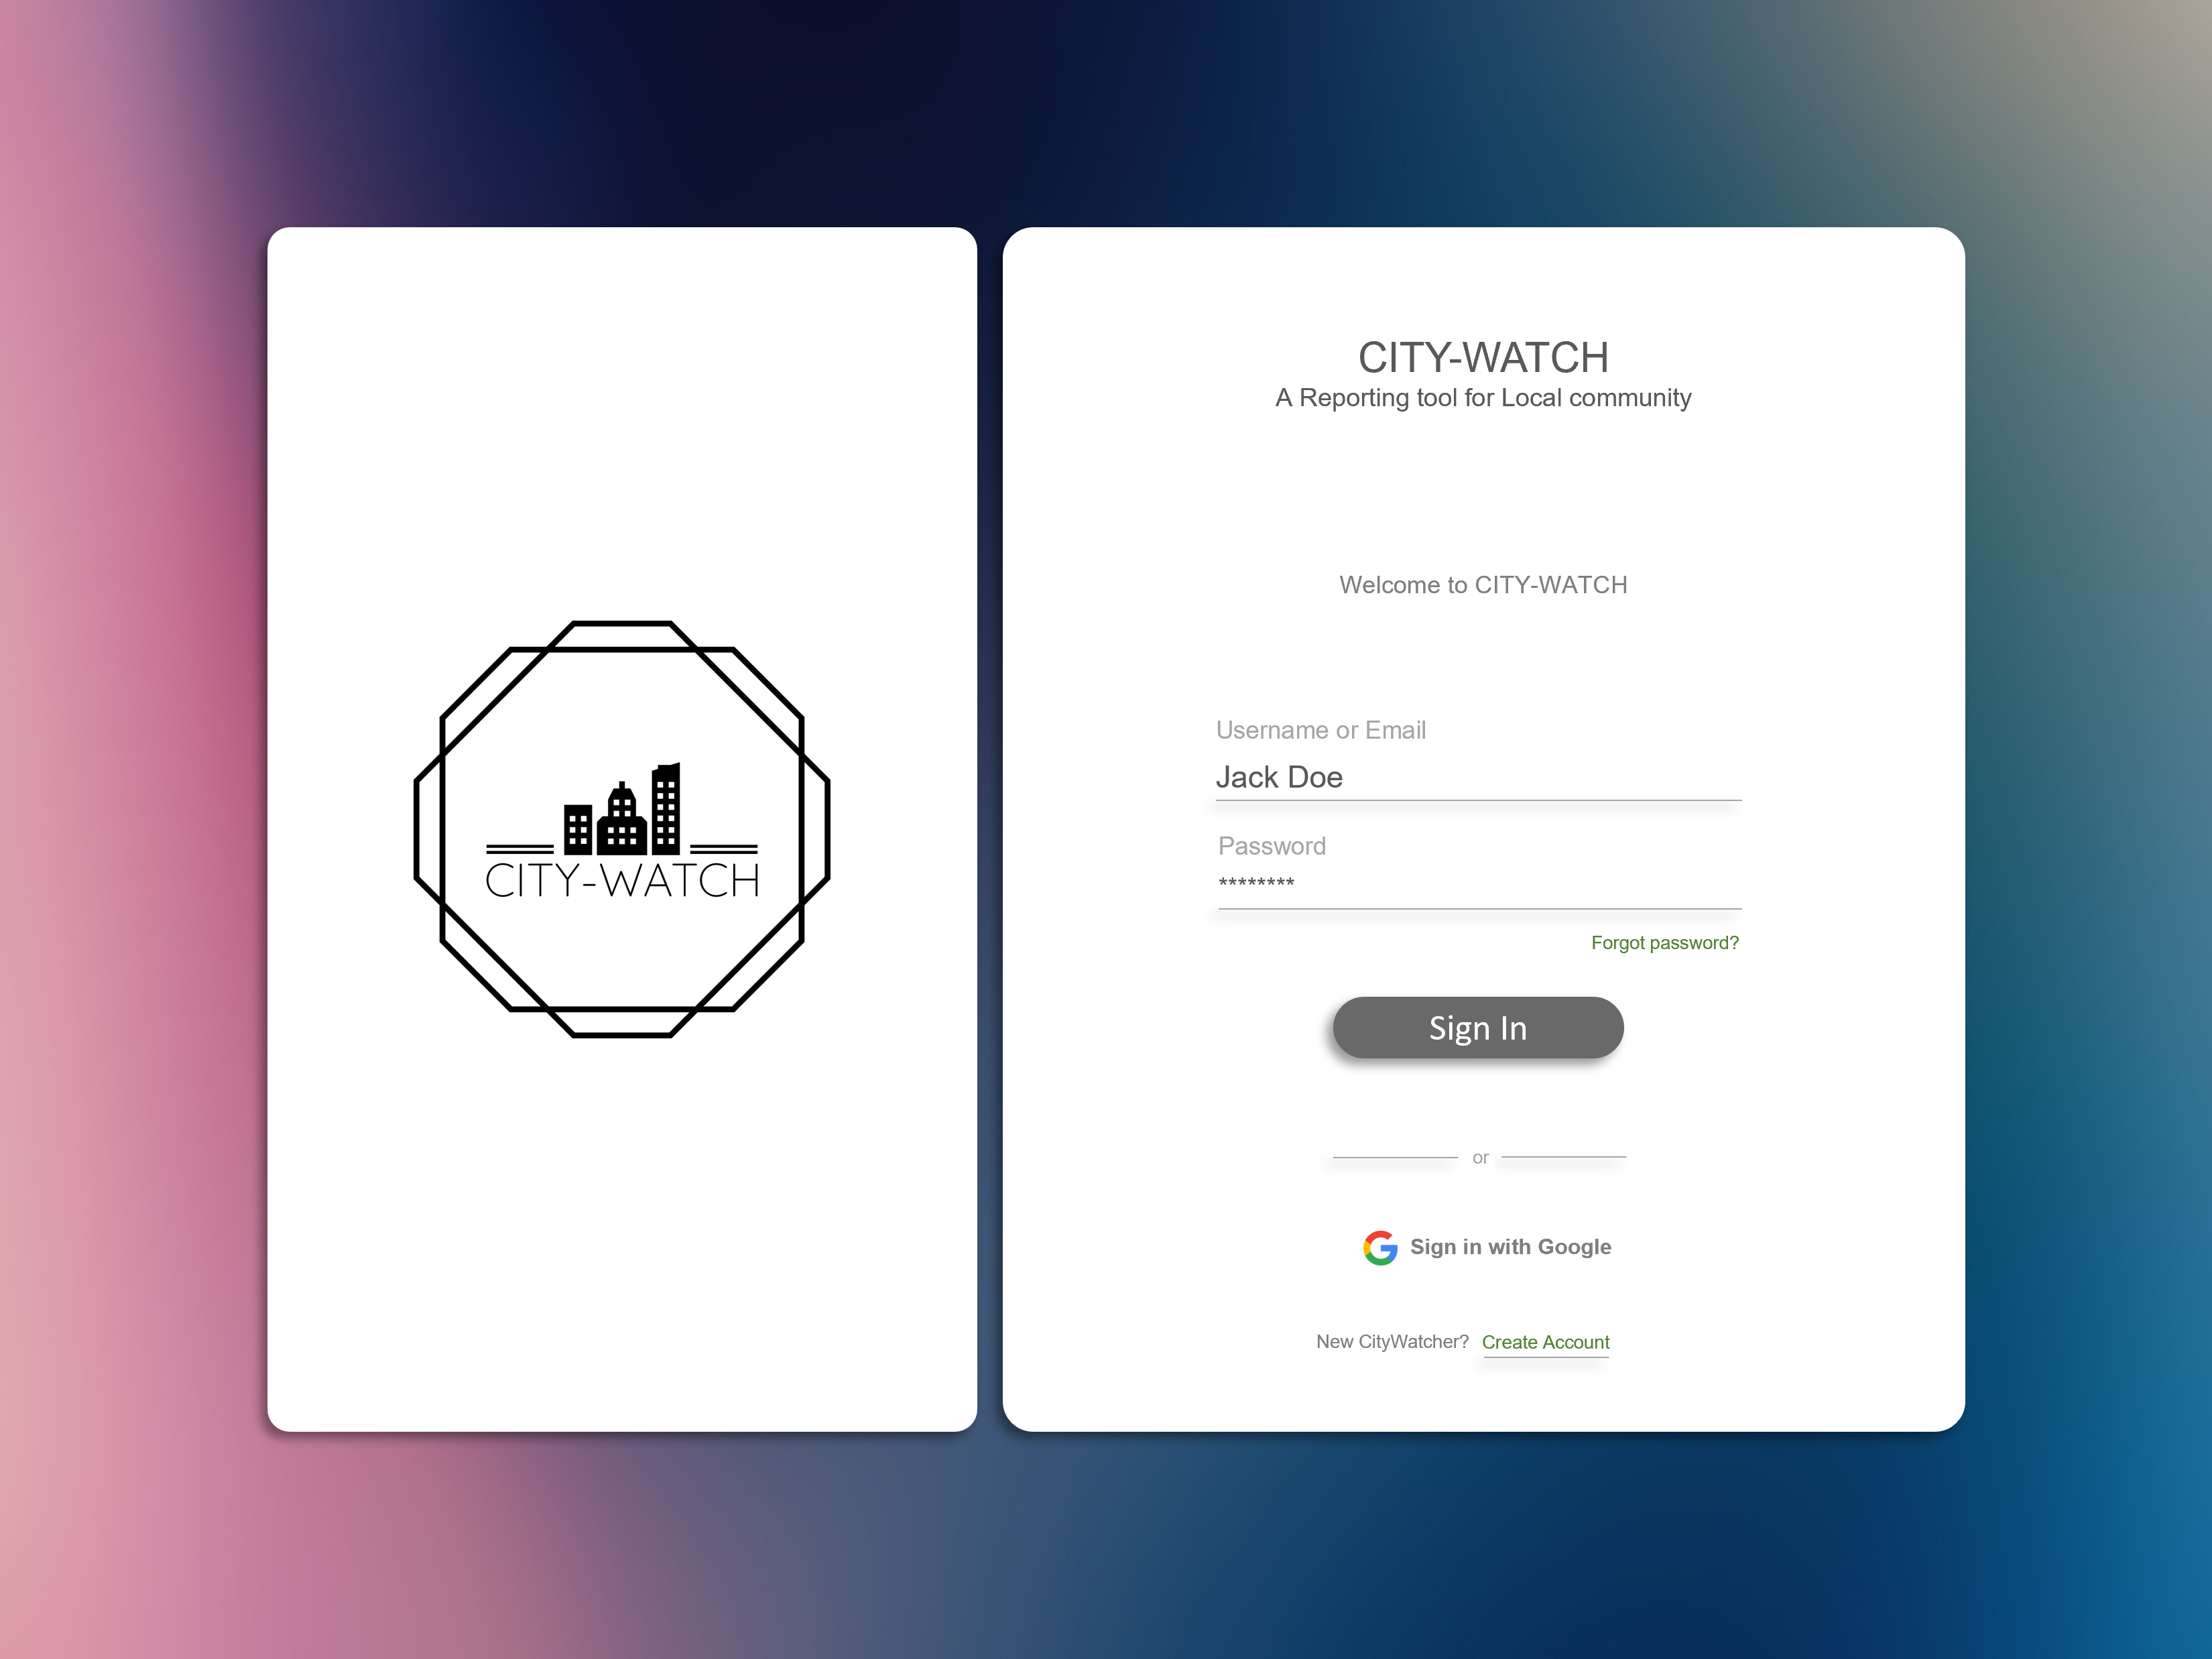 CITY-WATCH
CITY-WATCH
A Reporting tool for Local community
Welcome to CITY-WATCH
Username or Email
Jack Doe
Password
********
Forgot password?
Sign In
or
Sign in with Google
New CityWatcher? Create Account